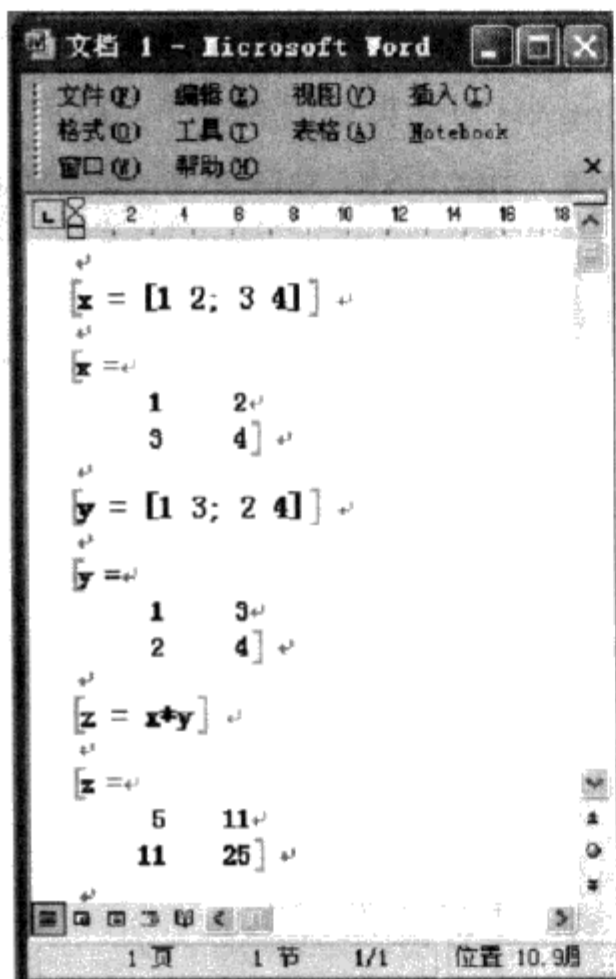 文档 1 - Microsoft Word
文件(F) 编辑(E) 视图(V) 插入(I)
格式(O) 工具(T) 表格(A) Notebook
窗口(W) 帮助(H)
2 4 6 8 10 12 14 16 18
[x = [1 2; 3 4]]
[x =
1 2
3 4]
[y = [1 3; 2 4]]
[y =
1 3
2 4]
[z = x*y]
[z =
5 11
11 25]
1 页 1 节 1/1 位置 10.9厘